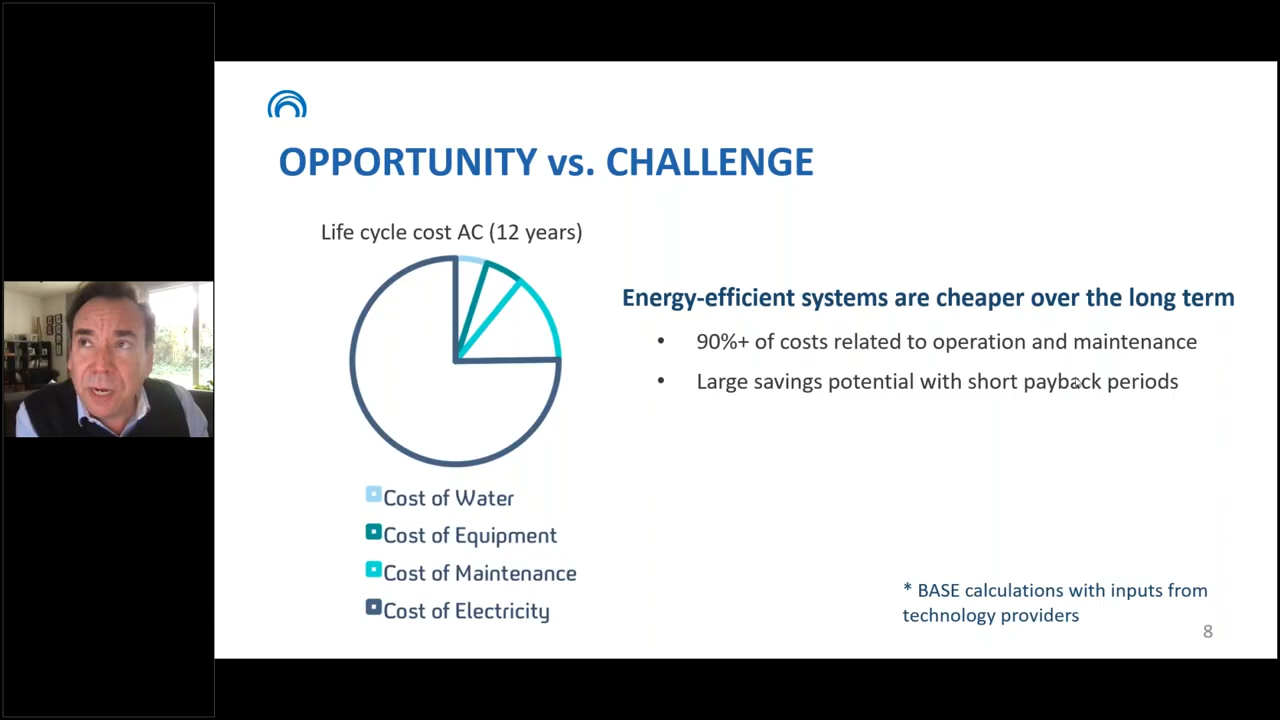 OPPORTUNITY vs. CHALLENGE
Life cycle cost AC (12 years)
Energy-efficient systems are cheaper over the long term
• 90%+ of costs related to operation and maintenance
• Large savings potential with short payback periods
Cost of Water
Cost of Equipment
Cost of Maintenance
Cost of Electricity
* BASE calculations with inputs from
technology providers
8